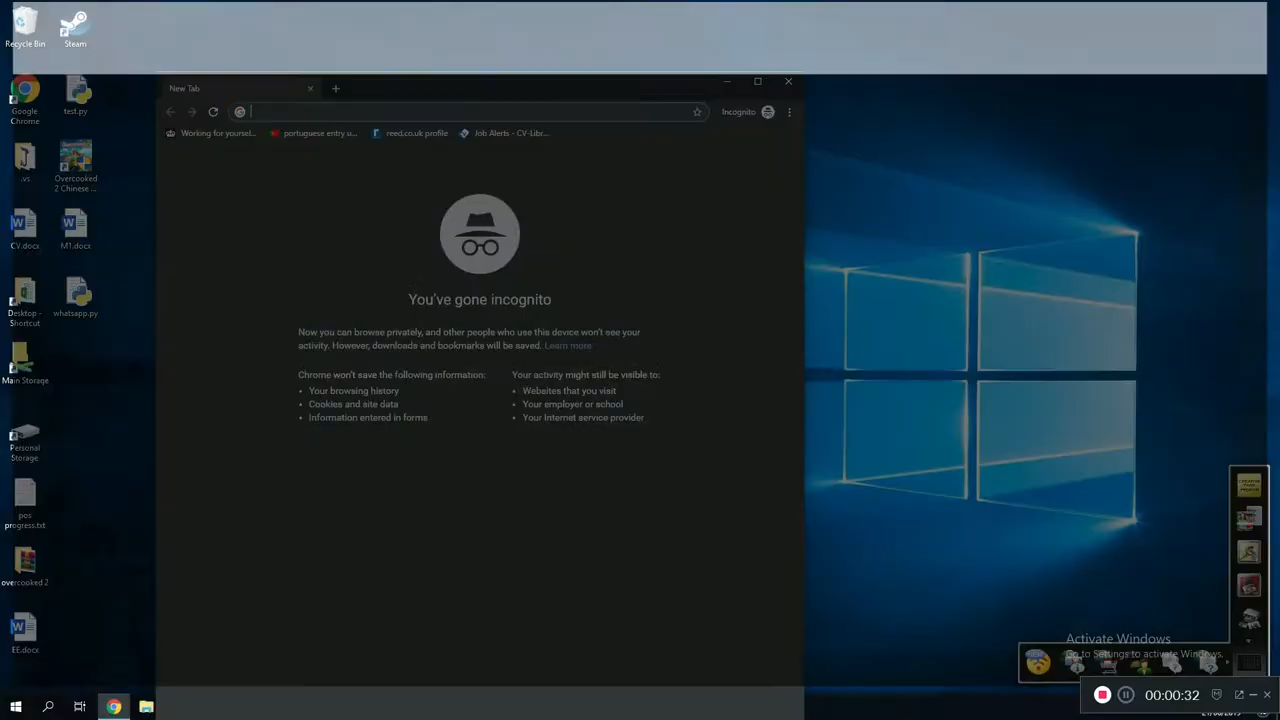 Recycle Bin
Steam
New Tab
Incognito
Working for yoursel...
portuguese entry u...
reed.co.uk profile
Job Alerts - CV-Libr...
Google
Chrome
test.py
.vs
Overcooked
2 Chinese ...
CV.docx
M1.docx
Desktop -
Shortcut
whatsapp.py
Main Storage
Personal
Storage
pos
progress.txt
overcooked 2
EE.docx
You've gone incognito
Now you can browse privately, and other people who use this device won't see your
activity. However, downloads and bookmarks will be saved. Learn more
Chrome won't save the following information:
Your browsing history
Cookies and site data
Information entered in forms
Your activity might still be visible to:
Websites that you visit
Your employer or school
Your Internet service provider
Activate Windows
Go to Settings to activate Windows.
00:00:32